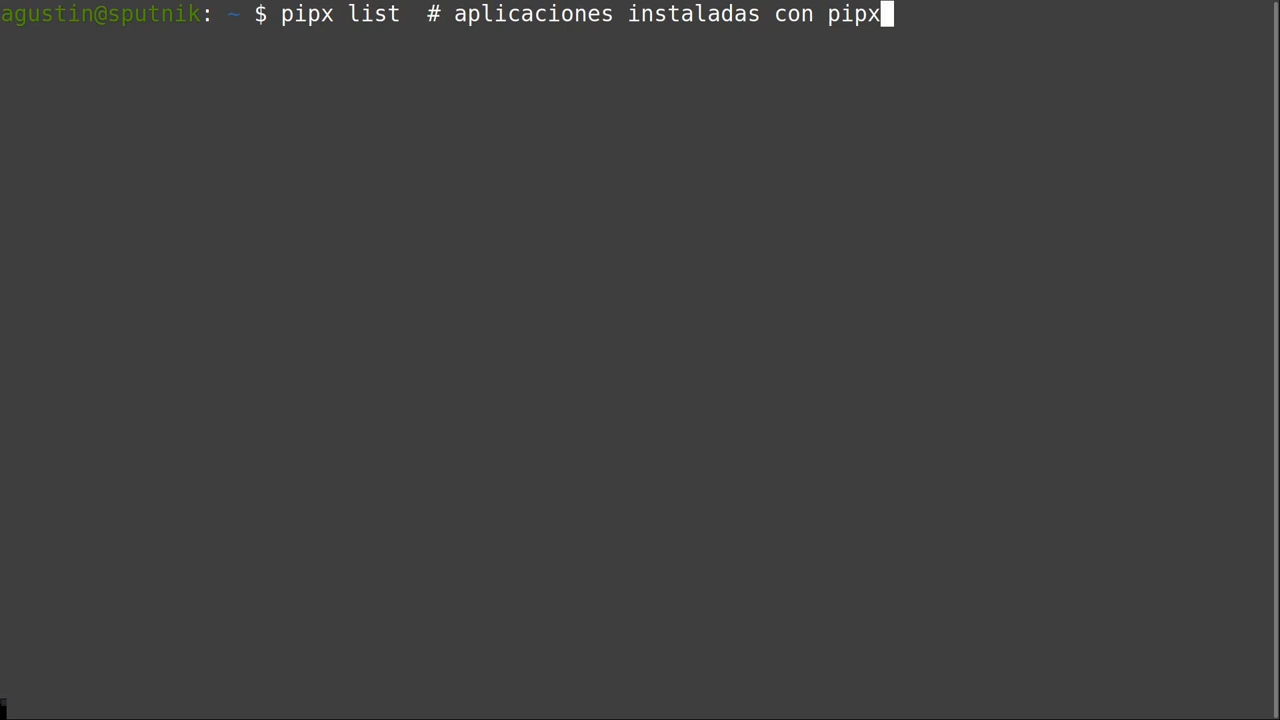 agustin@sputnik: ~ $ pipx list  # aplicaciones instaladas con pipx